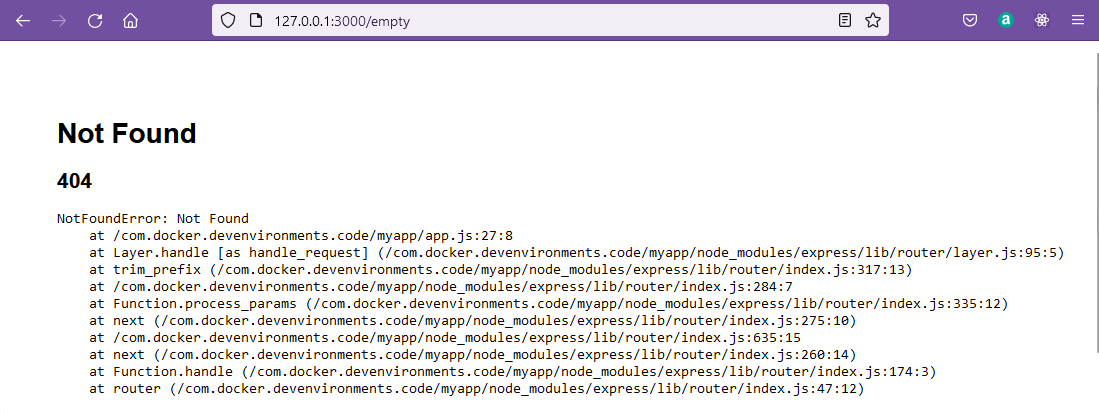 127.0.0.1:3000/empty
a
Not Found
404
NotFoundError: Not Found
    at /com.docker.devenvironments.code/myapp/app.js:27:8
    at Layer.handle [as handle_request] (/com.docker.devenvironments.code/myapp/node_modules/express/lib/router/layer.js:95:5)
    at trim_prefix (/com.docker.devenvironments.code/myapp/node_modules/express/lib/router/index.js:317:13)
    at /com.docker.devenvironments.code/myapp/node_modules/express/lib/router/index.js:284:7
    at Function.process_params (/com.docker.devenvironments.code/myapp/node_modules/express/lib/router/index.js:335:12)
    at next (/com.docker.devenvironments.code/myapp/node_modules/express/lib/router/index.js:275:10)
    at /com.docker.devenvironments.code/myapp/node_modules/express/lib/router/index.js:635:15
    at next (/com.docker.devenvironments.code/myapp/node_modules/express/lib/router/index.js:260:14)
    at Function.handle (/com.docker.devenvironments.code/myapp/node_modules/express/lib/router/index.js:174:3)
    at router (/com.docker.devenvironments.code/myapp/node_modules/express/lib/router/index.js:47:12)